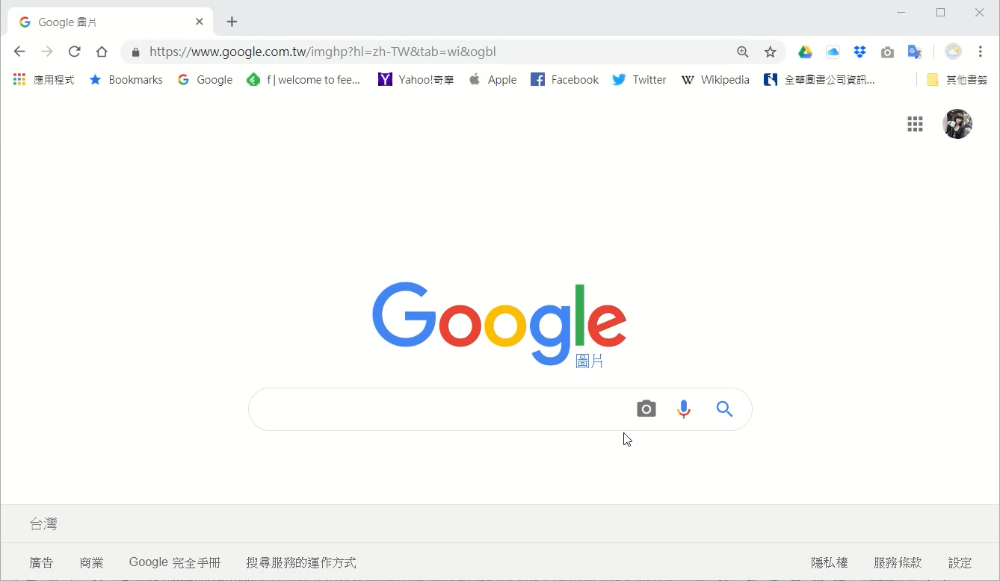 Google 圖片
https://www.google.com.tw/imghp?hl=zh-TW&tab=wi&ogbl
應用程式 Bookmarks Google f | welcome to fee... Yahoo!奇摩 Apple Facebook Twitter Wikipedia 全華圖書公司資訊... 其他書籤
Google
圖片
台灣
廣告 商業 Google 完全手冊 搜尋服務的運作方式 隱私權 服務條款 設定